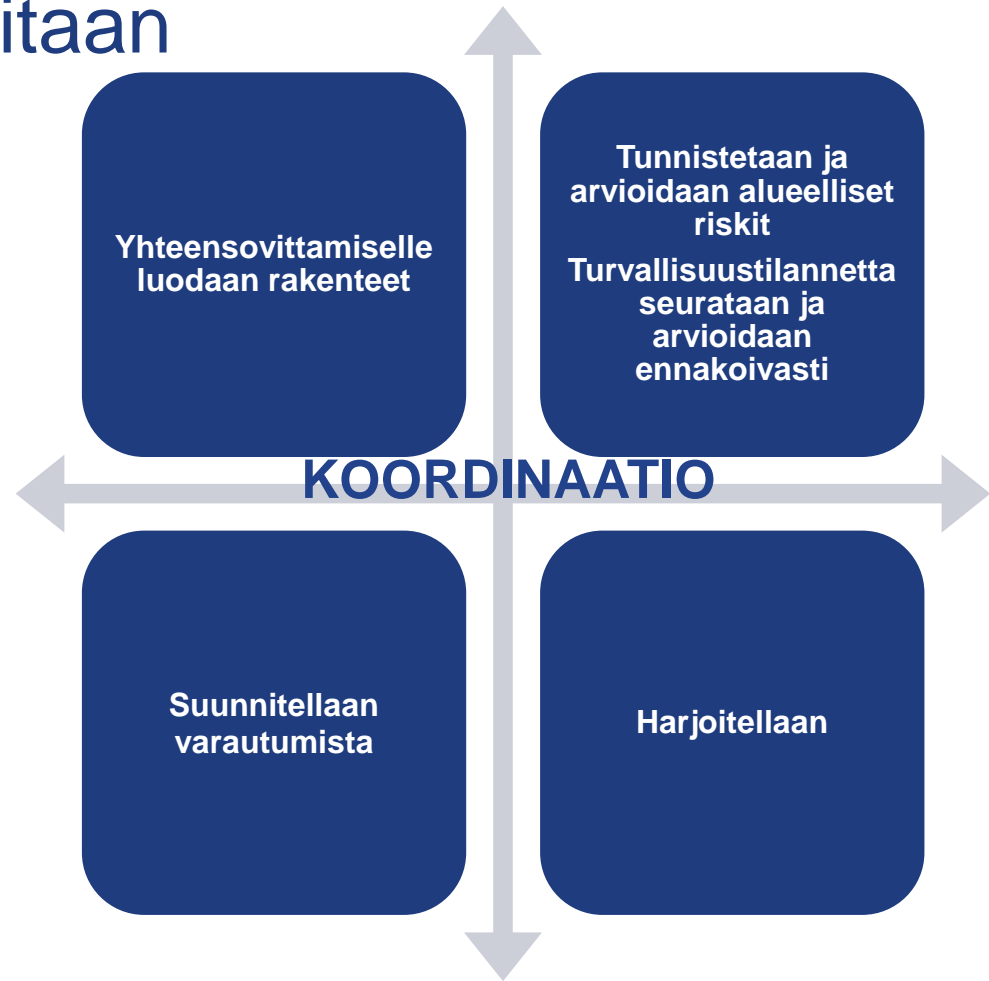 itaan
Yhteensovittamiselle
luodaan rakenteet
Tunnistetaan ja
arvioidaan alueelliset
riskit
Turvallisuustilannetta
seurataan ja
arvioidaan
ennakoivasti
KOORDINAATIO
Suunnitellaan
varautumista
Harjoitellaan